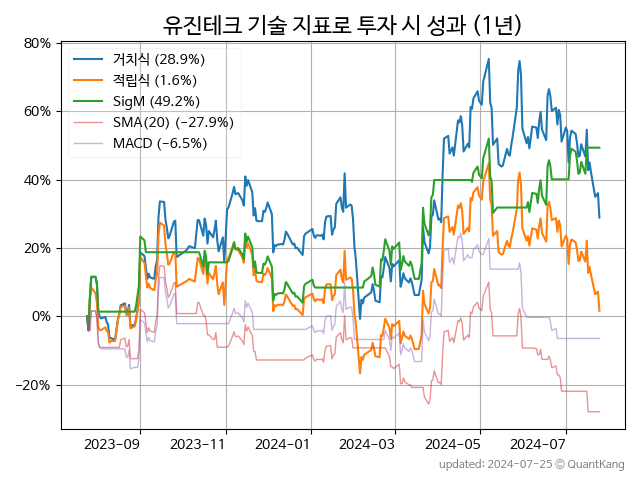 유진테크 기술 지표로 투자 시 성과 (1년)
80%
60%
40%
20%
0%
−20%
거치식 (28.9%)
적립식 (1.6%)
SigM (49.2%)
SMA(20) (−27.9%)
MACD (−6.5%)
2023-09
2023-11
2024-01
2024-03
2024-05
2024-07
updated: 2024-07-25 © QuantKang